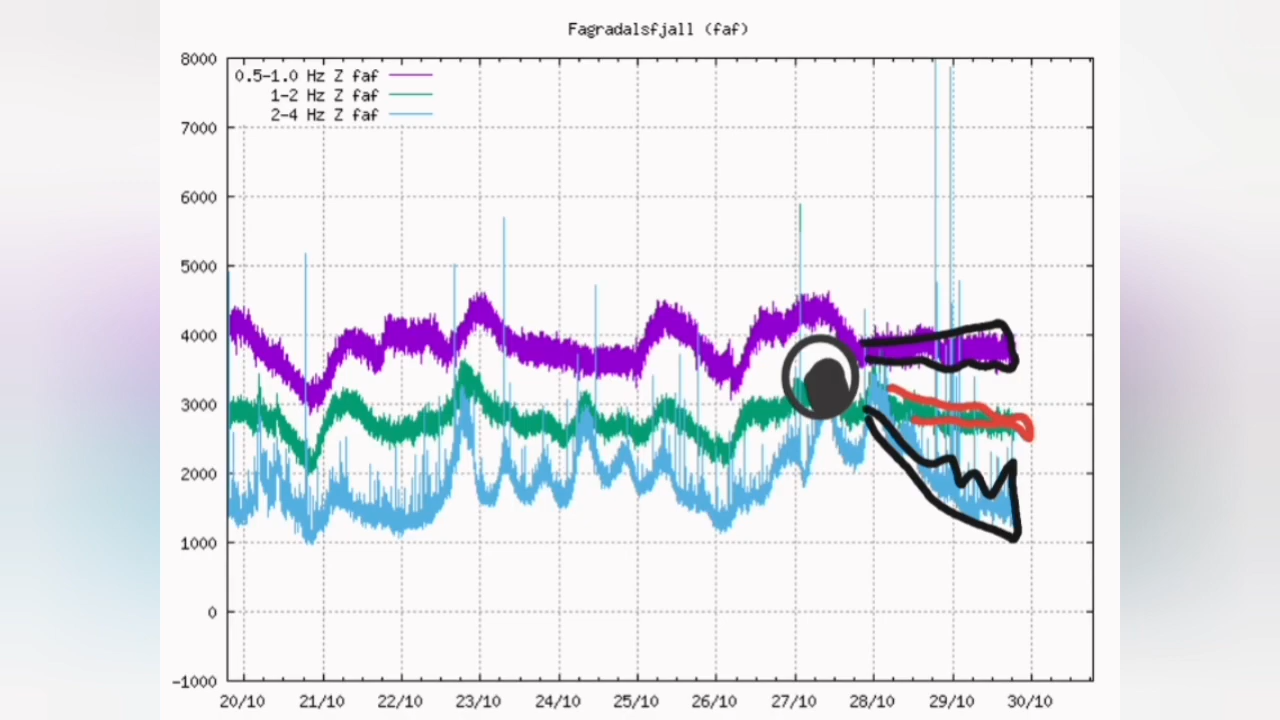 Fagradalsfjall (faf)
8000
0.5-1.0 Hz Z faf
1-2 Hz Z faf
2-4 Hz Z faf
7000
6000
5000
4000
3000
2000
1000
0
-1000
20/10 21/10 22/10 23/10 24/10 25/10 26/10 27/10 28/10 29/10 30/10